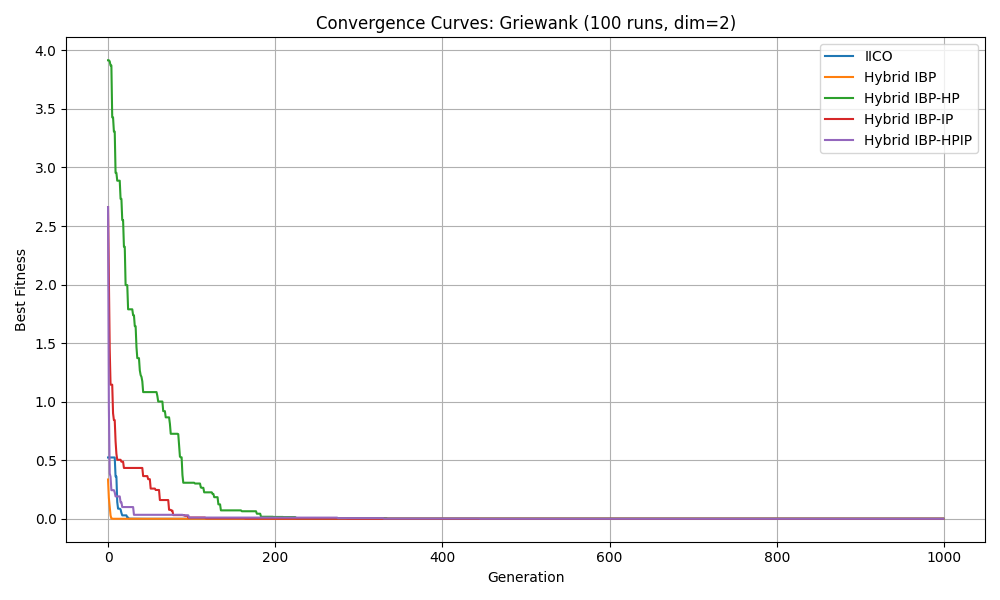 Convergence Curves: Griewank (100 runs, dim=2)
4.0
3.5
3.0
2.5
2.0
1.5
1.0
0.5
0.0
Best Fitness
IICO
Hybrid IBP
Hybrid IBP-HP
Hybrid IBP-IP
Hybrid IBP-HPIP
0
200
400
600
800
1000
Generation